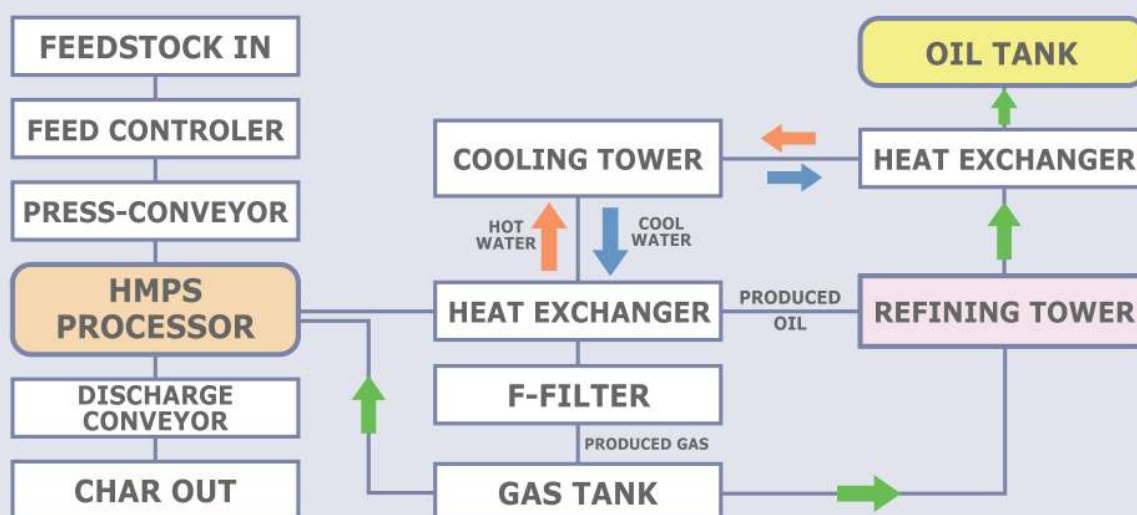 FEEDSTOCK IN
FEED CONTROLER
PRESS-CONVEYOR
HMPS
PROCESSOR
DISCHARGE
CONVEYOR
CHAR OUT
COOLING TOWER
HOT
WATER
COOL
WATER
HEAT EXCHANGER
F-FILTER
PRODUCED GAS
GAS TANK
PRODUCED
OIL
OIL TANK
HEAT EXCHANGER
REFINING TOWER